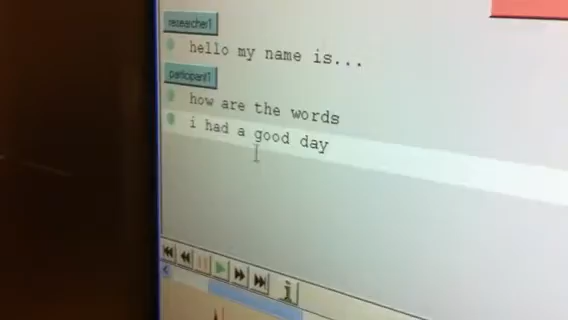 researcher1
hello my name is...
participant1
how are the words
i had a good day
i